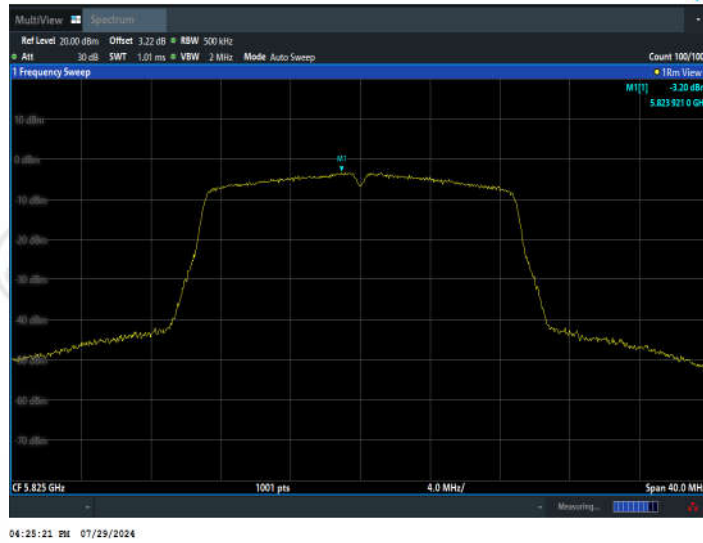 MultiView Spectrum
Ref Level 20.00 dBm Offset 3.22 dB RBW 500 kHz
Att 30 dB SWT 1.01 ms VBW 2 MHz Mode Auto Sweep Count 100/100
1 Frequency Sweep 1Rm View
M1[1] -3.20 dBm
5.823 921 0 GH
M1
10 dBm
0 dBm
-10 dBm
-20 dBm
-30 dBm
-40 dBm
-50 dBm
-60 dBm
-70 dBm
CF 5.825 GHz 1001 pts 4.0 MHz/ Span 40.0 MH
Measuring...
04:25:21 PM 07/29/2024